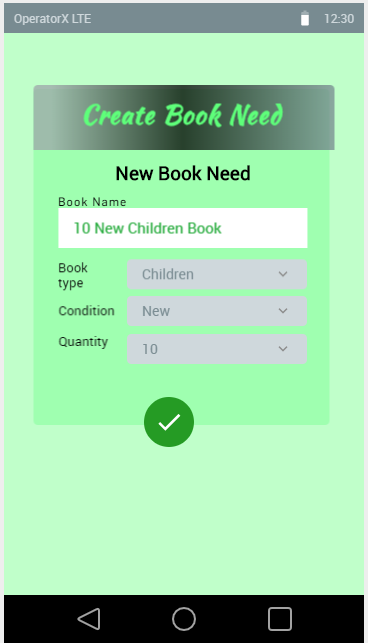 OperatorX LTE 12:30
Create Book Need
New Book Need
Book Name
10 New Children Book
Book type Children
Condition New
Quantity 10